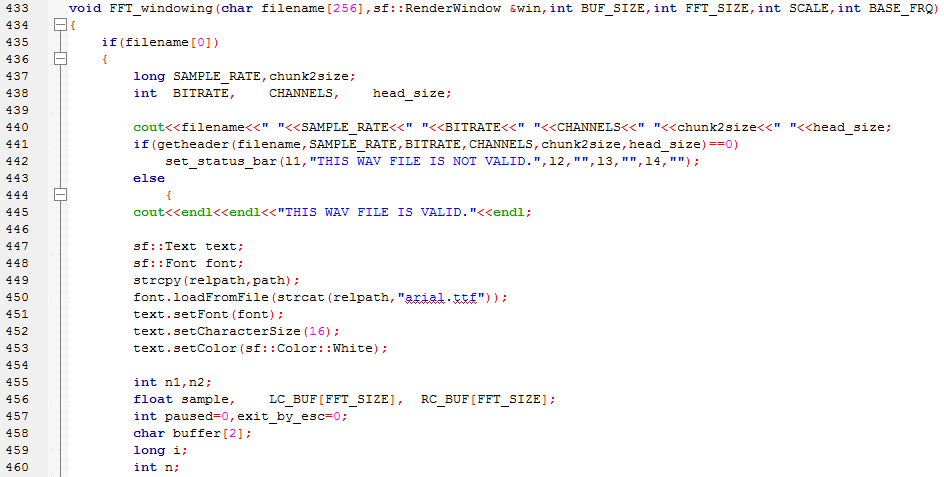 433 void FFT_windowing(char filename[256],sf::RenderWindow &win,int BUF_SIZE,int FFT_SIZE,int SCALE,int BASE_FRQ)
434 {
435 if(filename[0])
436 {
437 long SAMPLE_RATE,chunk2size;
438 int BITRATE, CHANNELS, head_size;
439
440 cout<<filename<<" "<<SAMPLE_RATE<<" "<<BITRATE<<" "<<CHANNELS<<" "<<chunk2size<<" "<<head_size;
441 if(getheader(filename,SAMPLE_RATE,BITRATE,CHANNELS,chunk2size,head_size)==0)
442 set_status_bar(l1,"THIS WAV FILE IS NOT VALID.",l2,"",l3,"",l4,"");
443 else
444 {
445 cout<<endl<<endl<<"THIS WAV FILE IS VALID."<<endl;
446
447 sf::Text text;
448 sf::Font font;
449 strcpy(relpath,path);
450 font.loadFromFile(strcat(relpath,"arial.ttf"));
451 text.setFont(font);
452 text.setCharacterSize(16);
453 text.setColor(sf::Color::White);
454
455 int n1,n2;
456 float sample, LC_BUF[FFT_SIZE], RC_BUF[FFT_SIZE];
457 int paused=0,exit_by_esc=0;
458 char buffer[2];
459 long i;
460 int n;